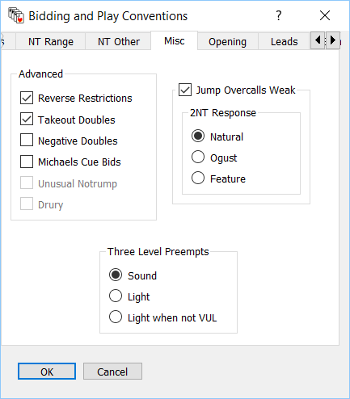 Bidding and Play Conventions
NT Range NT Other Misc Opening Leads
Advanced
Reverse Restrictions
Takeout Doubles
Negative Doubles
Michaels Cue Bids
Unusual Notrump
Drury
Jump Overcalls Weak
2NT Response
Natural
Ogust
Feature
Three Level Preempts
Sound
Light
Light when not VUL
OK Cancel